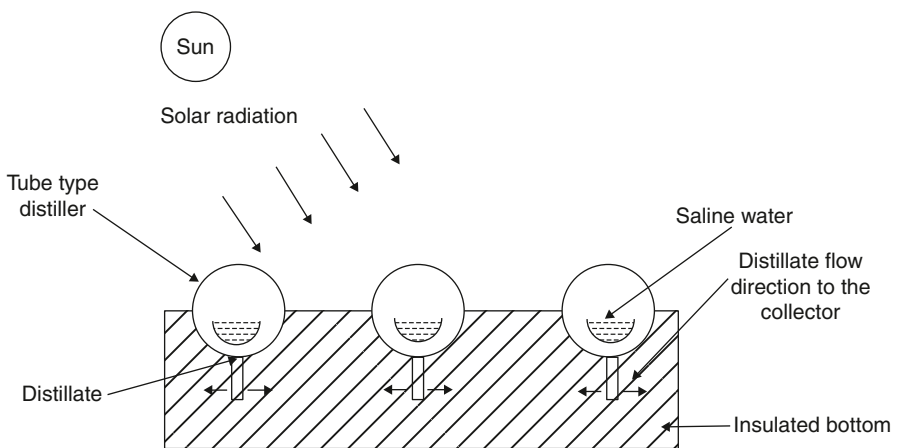 Sun
Solar radiation
Tube type
distiller
Saline water
Distillate flow
direction to the
collector
Distillate
Insulated bottom